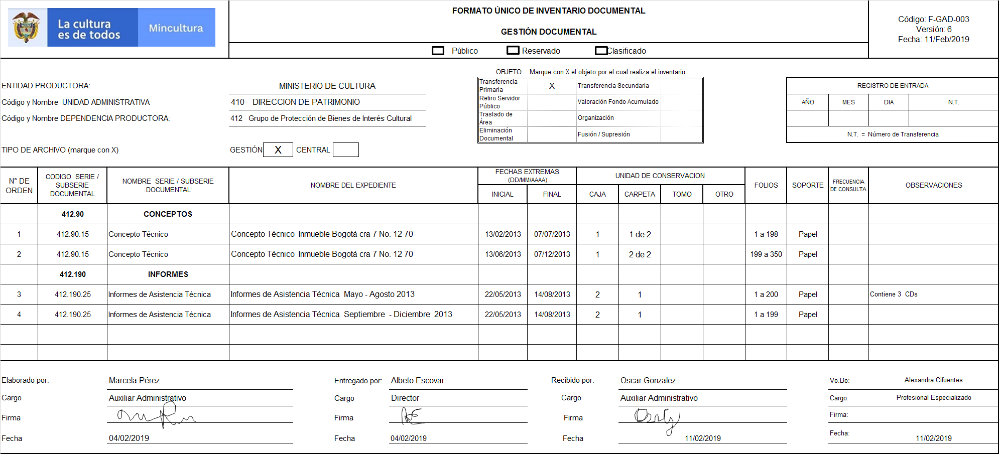 La cultura
es de todos
Mincultura
FORMATO ÚNICO DE INVENTARIO DOCUMENTAL
GESTIÓN DOCUMENTAL
Público Reservado Clasificado
Código: F-GAD-003
Versión: 6
Fecha: 11/Feb/2019
OBJETO: Marque con X el objeto por el cual realiza el inventario
ENTIDAD PRODUCTORA: MINISTERIO DE CULTURA
Código y Nombre UNIDAD ADMINISTRATIVA 410 DIRECCION DE PATRIMONIO
Código y Nombre DEPENDENCIA PRODUCTORA: 412 Grupo de Protección de Bienes de Interés Cultural
Transferencia Primaria X Transferencia Secundaria
Retiro Servidor Público Valoración Fondo Acumulado
Traslado de Área Organización
Eliminación Documental Fusión / Supresión
REGISTRO DE ENTRADA
AÑO MES DIA N.T.
N.T. = Número de Transferencia
TIPO DE ARCHIVO (marque con X) GESTIÓN X CENTRAL
N° DE ORDEN CODIGO SERIE / SUBSERIE DOCUMENTAL NOMBRE SERIE / SUBSERIE DOCUMENTAL NOMBRE DEL EXPEDIENTE FECHAS EXTREMAS (DD/MM/AAAA) UNIDAD DE CONSERVACION FOLIOS SOPORTE FRECUENCIA DE CONSULTA OBSERVACIONES
INICIAL FINAL CAJA CARPETA TOMO OTRO
412.90 CONCEPTOS
1 412.90.15 Concepto Técnico Concepto Técnico Inmueble Bogotá cra 7 No. 12 70 13/02/2013 07/07/2013 1 1 de 2 1 a 198 Papel
2 412.90.15 Concepto Técnico Concepto Técnico Inmueble Bogotá cra 7 No. 12 70 13/06/2013 07/12/2013 1 2 de 2 199 a 350 Papel
412.190 INFORMES
3 412.190.25 Informes de Asistencia Técnica Informes de Asistencia Técnica Mayo - Agosto 2013 22/05/2013 14/08/2013 2 1 1 a 200 Papel Contiene 3 CDs
4 412.190.25 Informes de Asistencia Técnica Informes de Asistencia Técnica Septiembre - Diciembre 2013 22/05/2013 14/08/2013 2 1 1 a 199 Papel
Elaborado por: Marcela Pérez Entregado por: Albeto Escovar Recibido por: Oscar Gonzalez Vo.Bo: Alexandra Cifuentes
Cargo Auxiliar Administrativo Cargo Director Cargo Auxiliar Administrativo Cargo: Profesional Especializado
Firma Firma Firma Firma:
Fecha 04/02/2019 Fecha 04/02/2019 Fecha 11/02/2019 Fecha: 11/02/2019